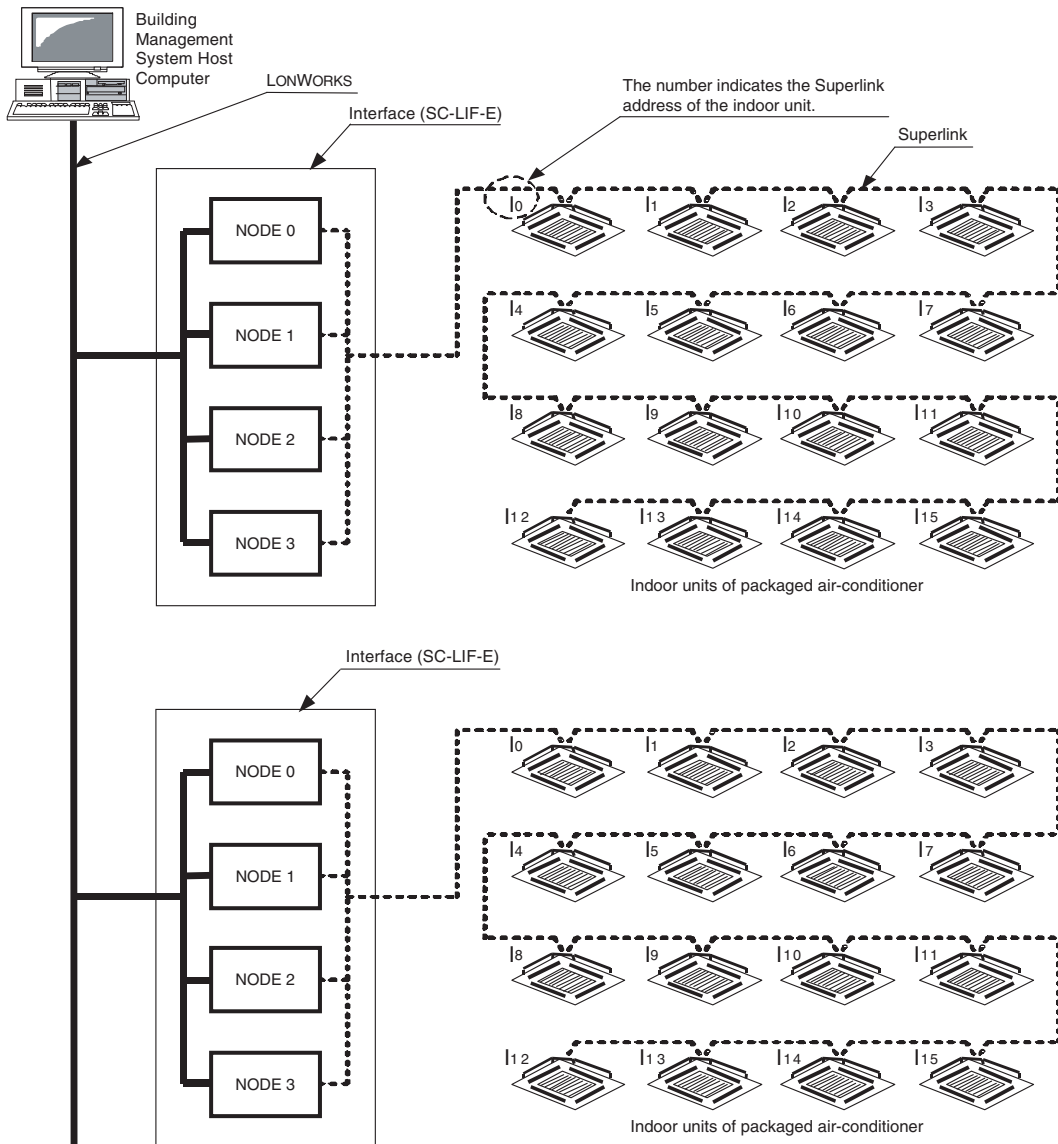 Building
Management
System Host
Computer
LONWORKS
Interface (SC-LIF-E)
The number indicates the Superlink
address of the indoor unit.
Superlink
NODE 0
NODE 1
NODE 2
NODE 3
I0 I1 I2 I3
I4 I5 I6 I7
I8 I9 I10 I11
I12 I13 I14 I15
Indoor units of packaged air-conditioner
Interface (SC-LIF-E)
NODE 0
NODE 1
NODE 2
NODE 3
I0 I1 I2 I3
I4 I5 I6 I7
I8 I9 I10 I11
I12 I13 I14 I15
Indoor units of packaged air-conditioner